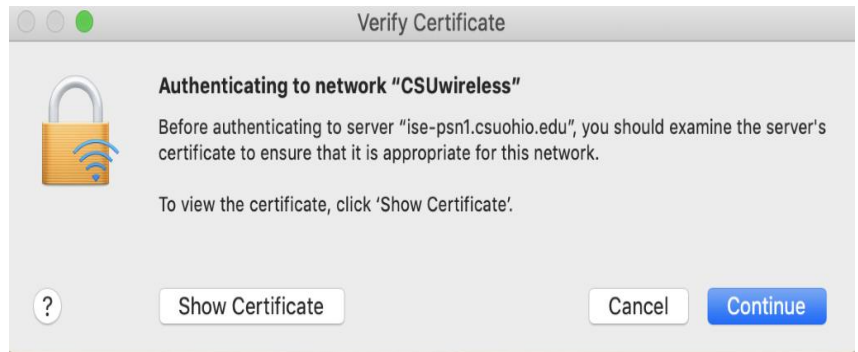 Verify Certificate
Authenticating to network “CSUwireless”
Before authenticating to server “ise-psn1.csuohio.edu”, you should examine the server's
certificate to ensure that it is appropriate for this network.
To view the certificate, click ‘Show Certificate’.
?
Show Certificate
Cancel
Continue